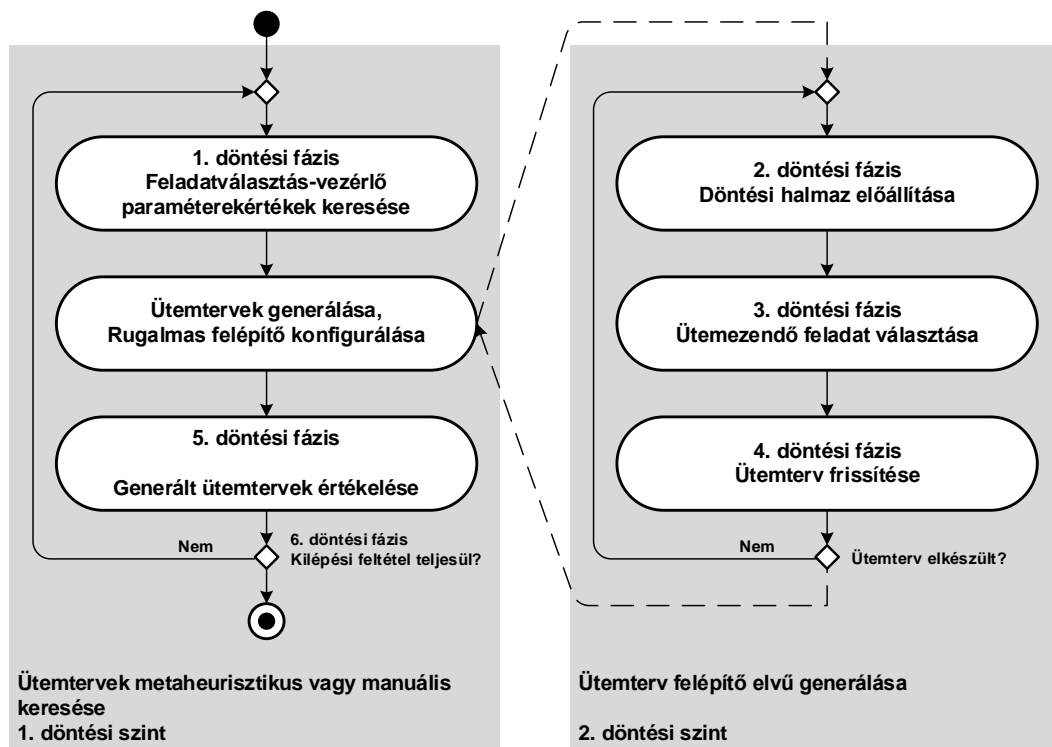 1. döntési fázis
Feladatválasztás-vezérlő
paraméterekértékek keresése
Ütemtervek generálása,
Rugalmas felépítő konfigurálása
5. döntési fázis
Generált ütemtervek értékelése
Nem
6. döntési fázis
Kilépési feltétel teljesül?
Ütemtervek metaheurisztikus vagy manuális
keresése
1. döntési szint
2. döntési fázis
Döntési halmaz előállítása
3. döntési fázis
Ütemezendő feladat választása
4. döntési fázis
Ütemterv frissítése
Nem
Ütemterv elkészült?
Ütemterv felépítő elvű generálása
2. döntési szint